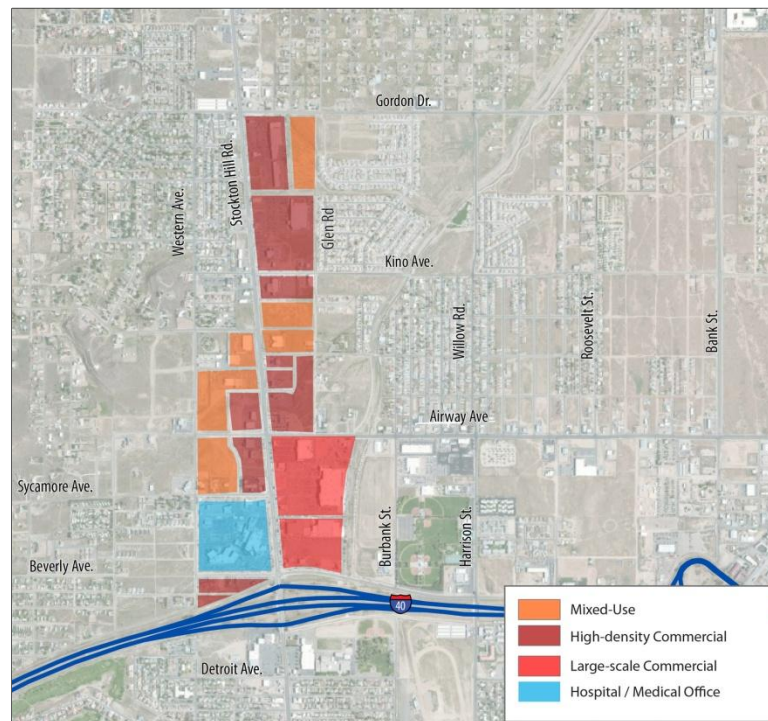 Gordon Dr.
Stockton Hill Rd.
Western Ave.
Glen Rd
Kino Ave.
Willow Rd.
Roosevelt St.
Bank St.
Airway Ave
Sycamore Ave.
Burbank St.
Harrison St.
Beverly Ave.
40
Detroit Ave.
Mixed-Use
High-density Commercial
Large-scale Commercial
Hospital / Medical Office